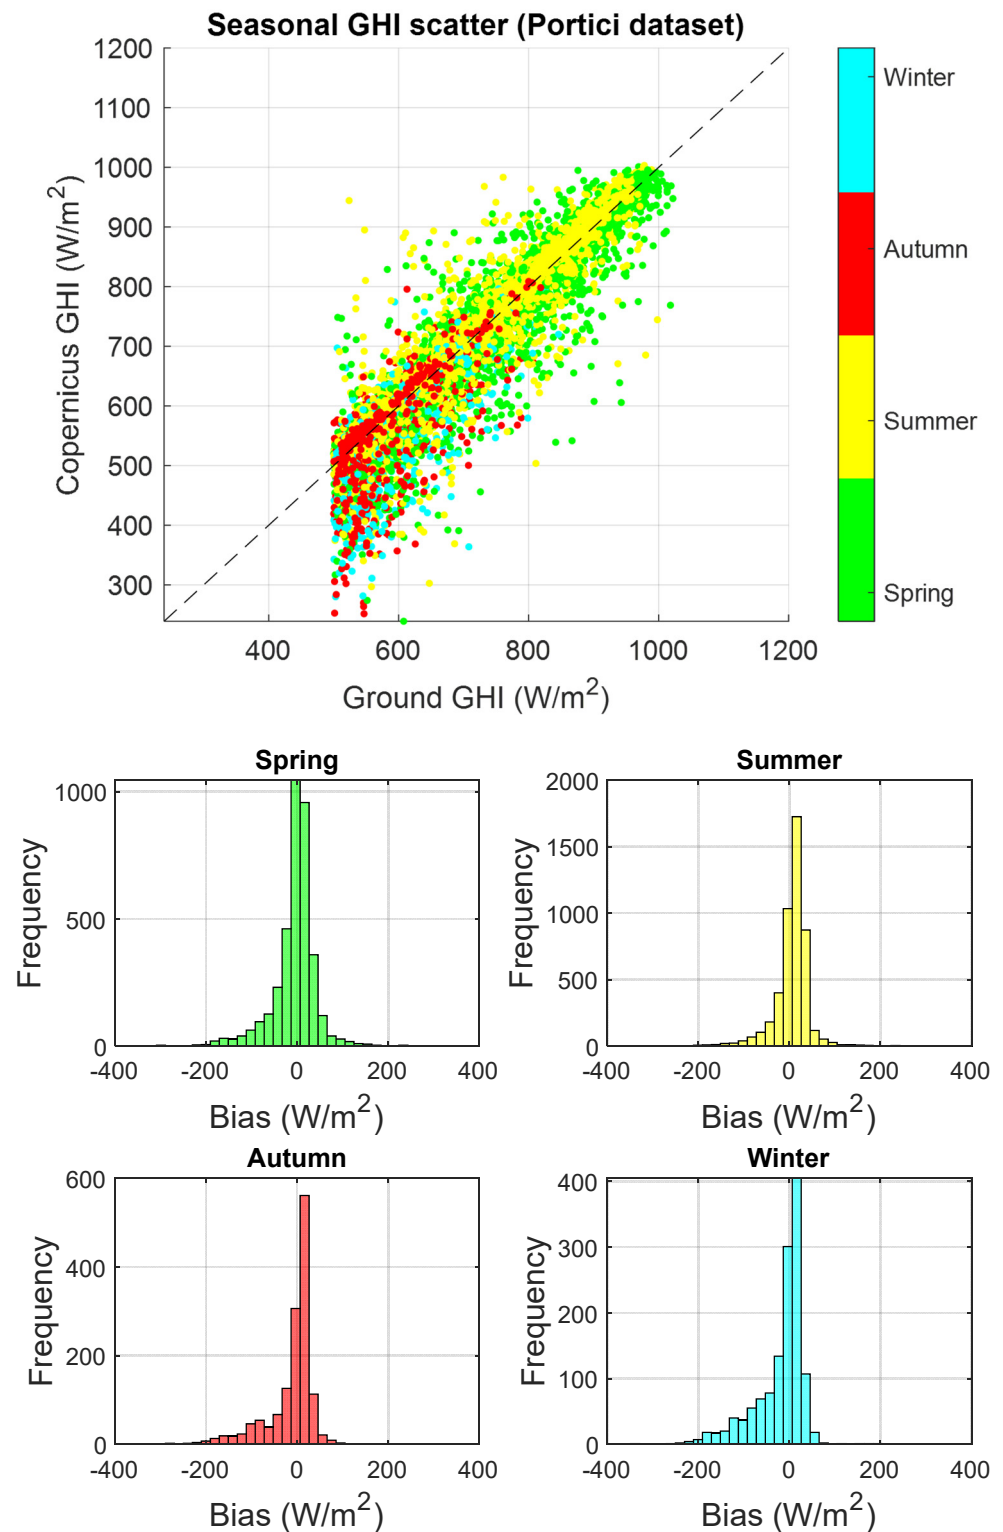 Seasonal GHI scatter (Portici dataset)
1200
1100
1000
900
800
700
600
500
400
300
Copernicus GHI (W/m²)
400 600 800 1000 1200
Ground GHI (W/m²)
Winter
Autumn
Summer
Spring
Spring
1000
500
0
Frequency
-400 -200 0 200 400
Bias (W/m²)
Summer
2000
1500
1000
500
0
Frequency
-400 -200 0 200 400
Bias (W/m²)
Autumn
600
400
200
0
Frequency
-400 -200 0 200 400
Bias (W/m²)
Winter
400
300
200
100
0
Frequency
-400 -200 0 200 400
Bias (W/m²)